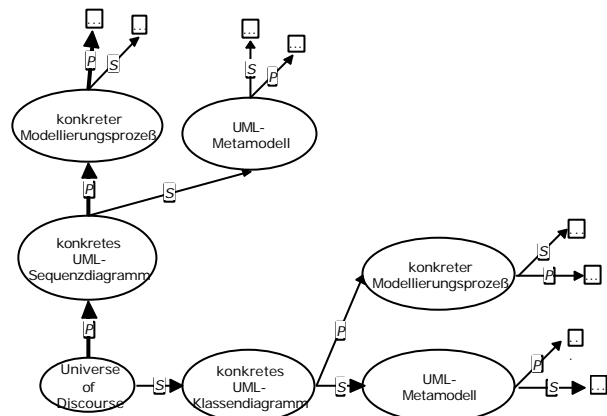 ...
...
...
...
P
S
S
P
konkreter
Modellierungsprozeß
UML-
Metamodell
P
S
konkretes
UML-
Sequenzdiagramm
konkreter
Modellierungsprozeß
S
...
P
...
P
P
Universe
of
Discourse
S
konkretes
UML-
Klassendiagramm
S
UML-
Metamodell
P
...
S
...